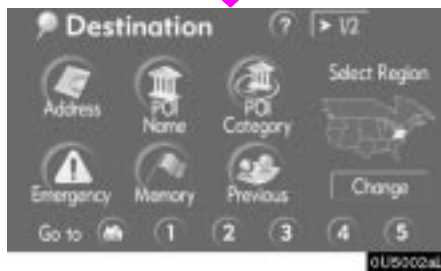 Destination ? 1/2
Select Region
Address POI Name POI Category
Emergency Memory Previous
Change
Go to 1 2 3 4 5
0U5002ai